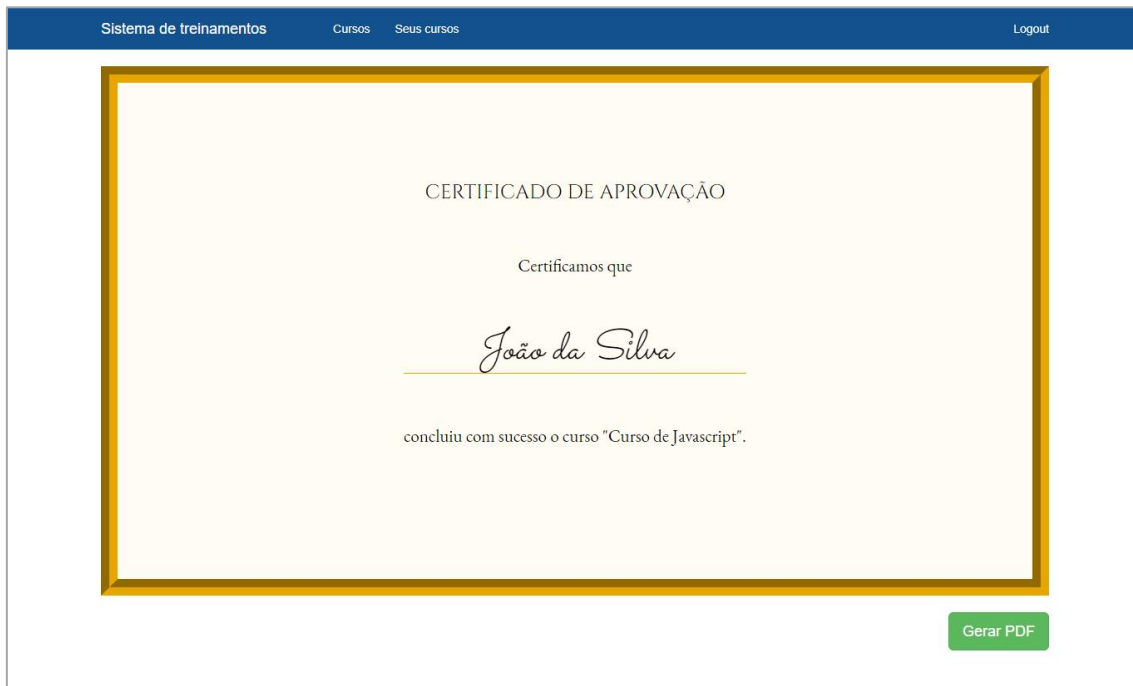 Sistema de treinamentos Cursos Seus cursos Logout
CERTIFICADO DE APROVAÇÃO
Certificamos que
João da Silva
concluiu com sucesso o curso "Curso de Javascript".
Gerar PDF